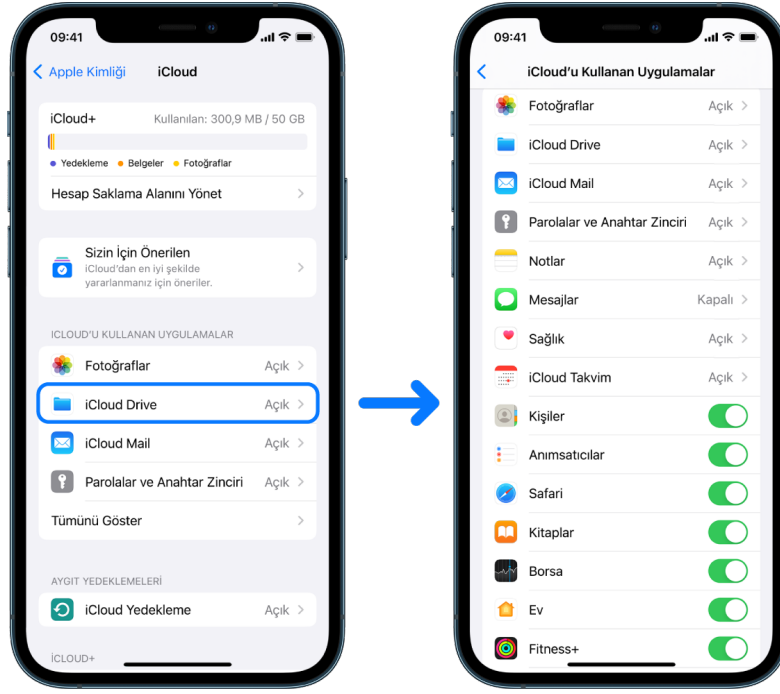 09:41
Apple Kimliği
iCloud
iCloud+
Kullanılan: 300,9 MB / 50 GB
Yedekleme
Belgeler
Fotoğraflar
Hesap Saklama Alanını Yönet
Sizin İçin Önerilen
iCloud'dan en iyi şekilde
yararlanmanız için öneriler.
ICLOUD'U KULLANAN UYGULAMALAR
Fotoğraflar
Açık
iCloud Drive
Açık
iCloud Mail
Açık
Parolalar ve Anahtar Zinciri
Açık
Tümünü Göster
AYGIT YEDEKLEMELERİ
iCloud Yedekleme
Açık
İCLOUD+
09:41
iCloud'u Kullanan Uygulamalar
Fotoğraflar
Açık
iCloud Drive
Açık
iCloud Mail
Açık
Parolalar ve Anahtar Zinciri
Açık
Notlar
Açık
Mesajlar
Kapalı
Sağlık
Açık
iCloud Takvim
Açık
Kişiler
Anımsatıcılar
Safari
Kitaplar
Borsa
Ev
Fitness+